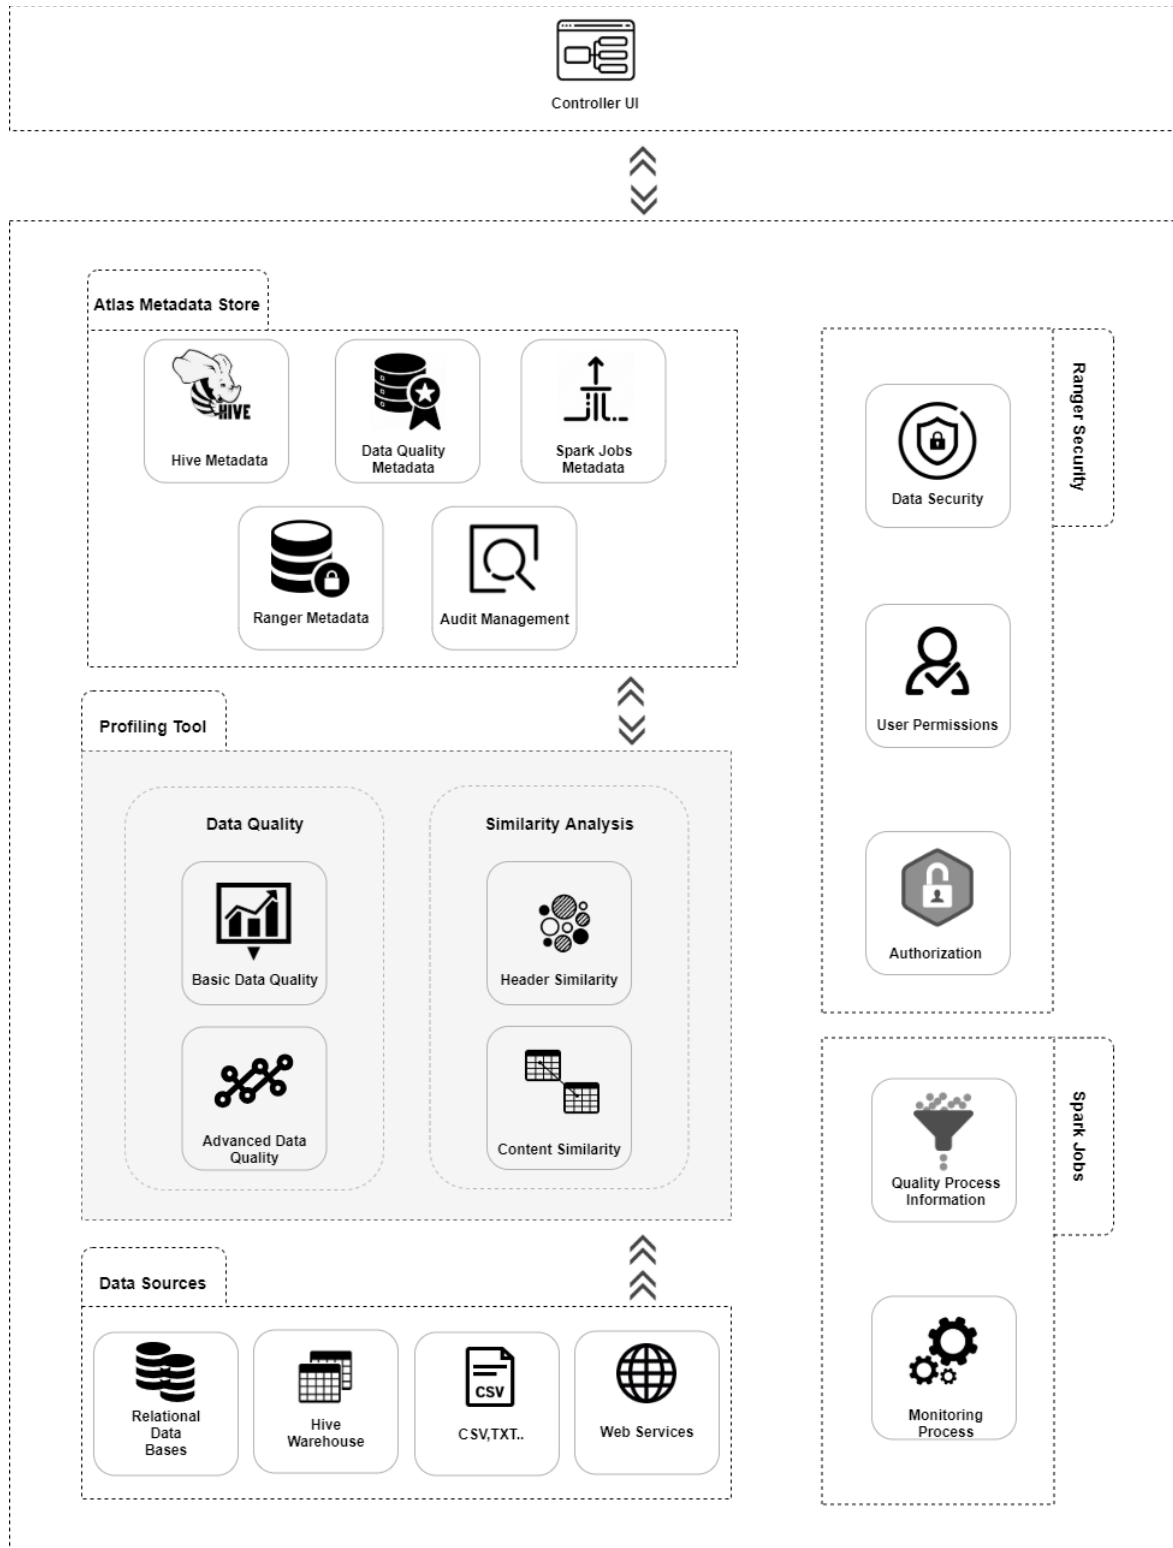 Controller UI
Atlas Metadata Store
HIVE
Hive Metadata
Data Quality
Metadata
Spark Jobs
Metadata
Ranger Metadata
Audit Management
Ranger Security
Data Security
User Permissions
Authorization
Profiling Tool
Data Quality
Basic Data Quality
Advanced Data
Quality
Similarity Analysis
Header Similarity
Content Similarity
Spark Jobs
Quality Process
Information
Monitoring
Process
Data Sources
Relational
Data
Bases
Hive
Warehouse
CSV
CSV,TXT..
Web Services